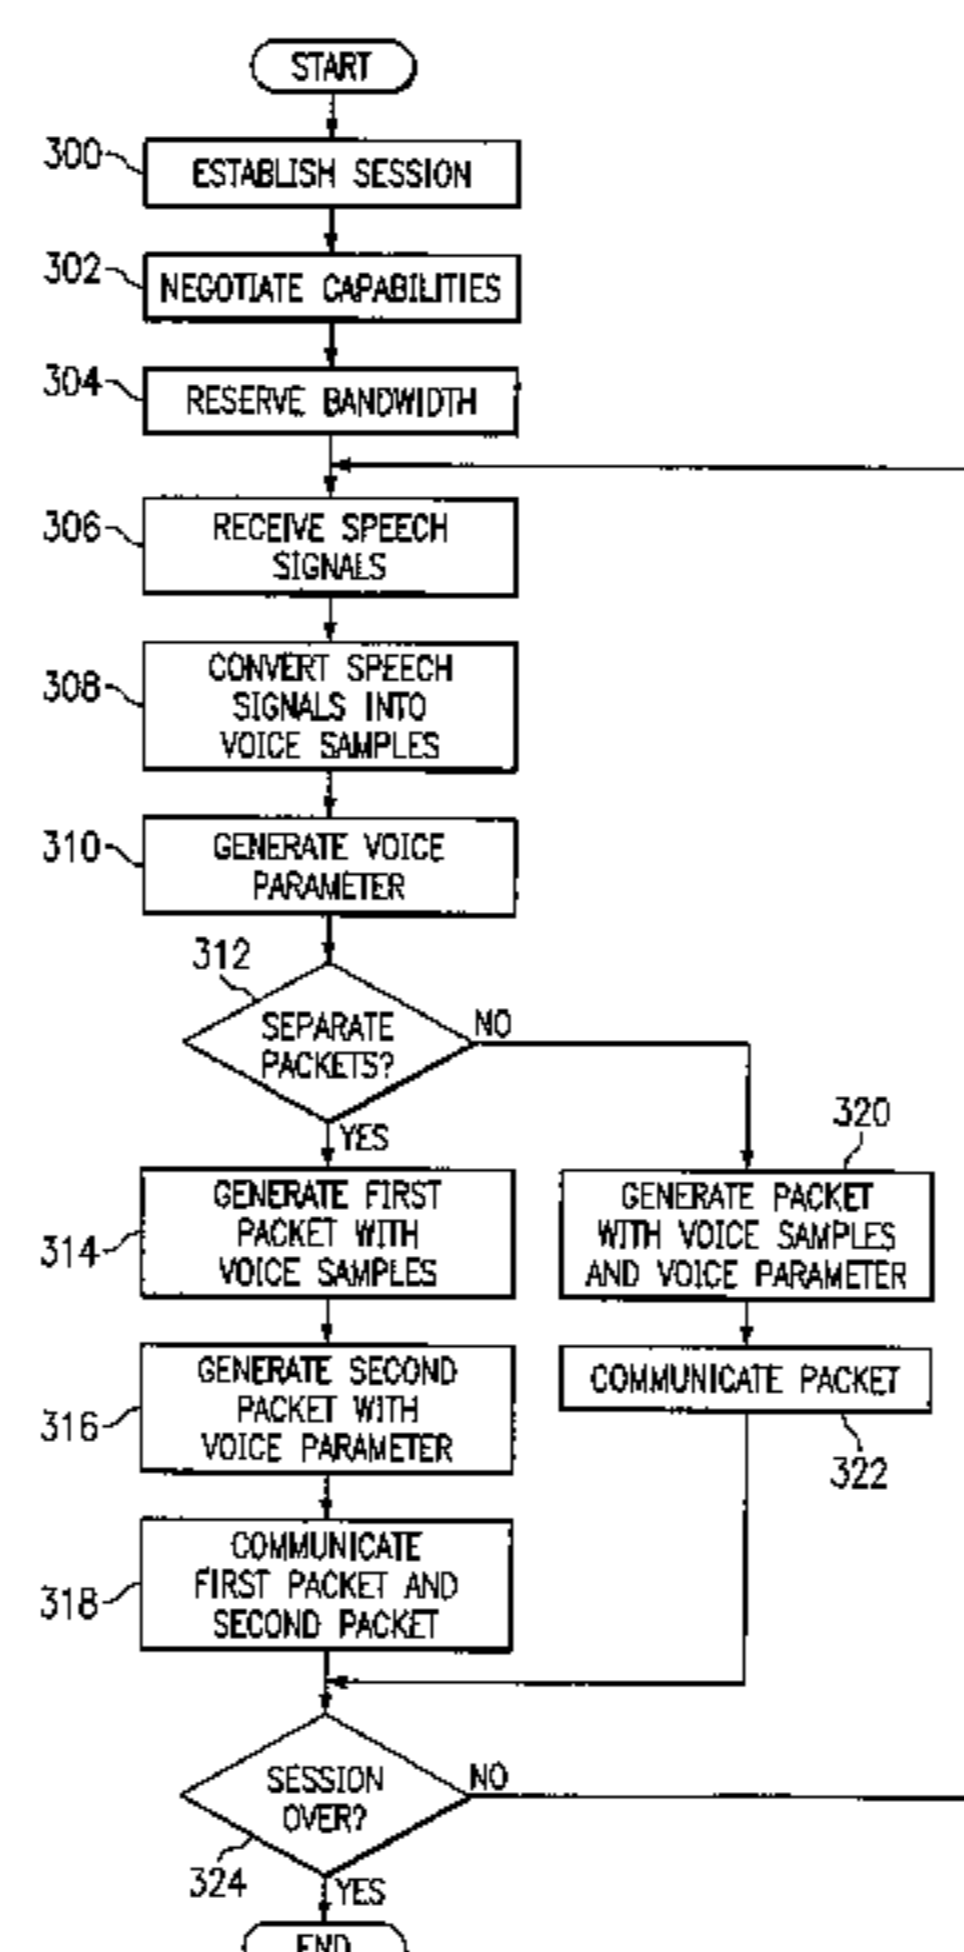 START
300
ESTABLISH SESSION
302
NEGOTIATE CAPABILITIES
304
RESERVE BANDWIDTH
306
RECEIVE SPEECH
SIGNALS
308
CONVERT SPEECH
SIGNALS INTO
VOICE SAMPLES
310
GENERATE VOICE
PARAMETER
312
SEPARATE
PACKETS?
NO
YES
314
GENERATE FIRST
PACKET WITH
VOICE SAMPLES
320
GENERATE PACKET
WITH VOICE SAMPLES
AND VOICE PARAMETER
316
GENERATE SECOND
PACKET WITH
VOICE PARAMETER
COMMUNICATE PACKET
322
318
COMMUNICATE
FIRST PACKET AND
SECOND PACKET
SESSION
OVER?
NO
324
YES
END